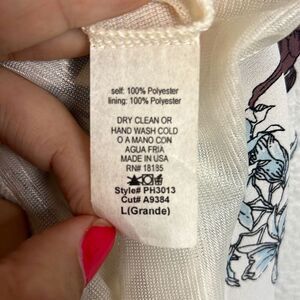 self: 100% Polyester
lining: 100% Polyester
DRY CLEAN OR
HAND WASH COLD
O A MANO CON
AGUA FRIA
MADE IN USA
RN# 18185
Style# PH3013
Cut# A9384
L(Grande)